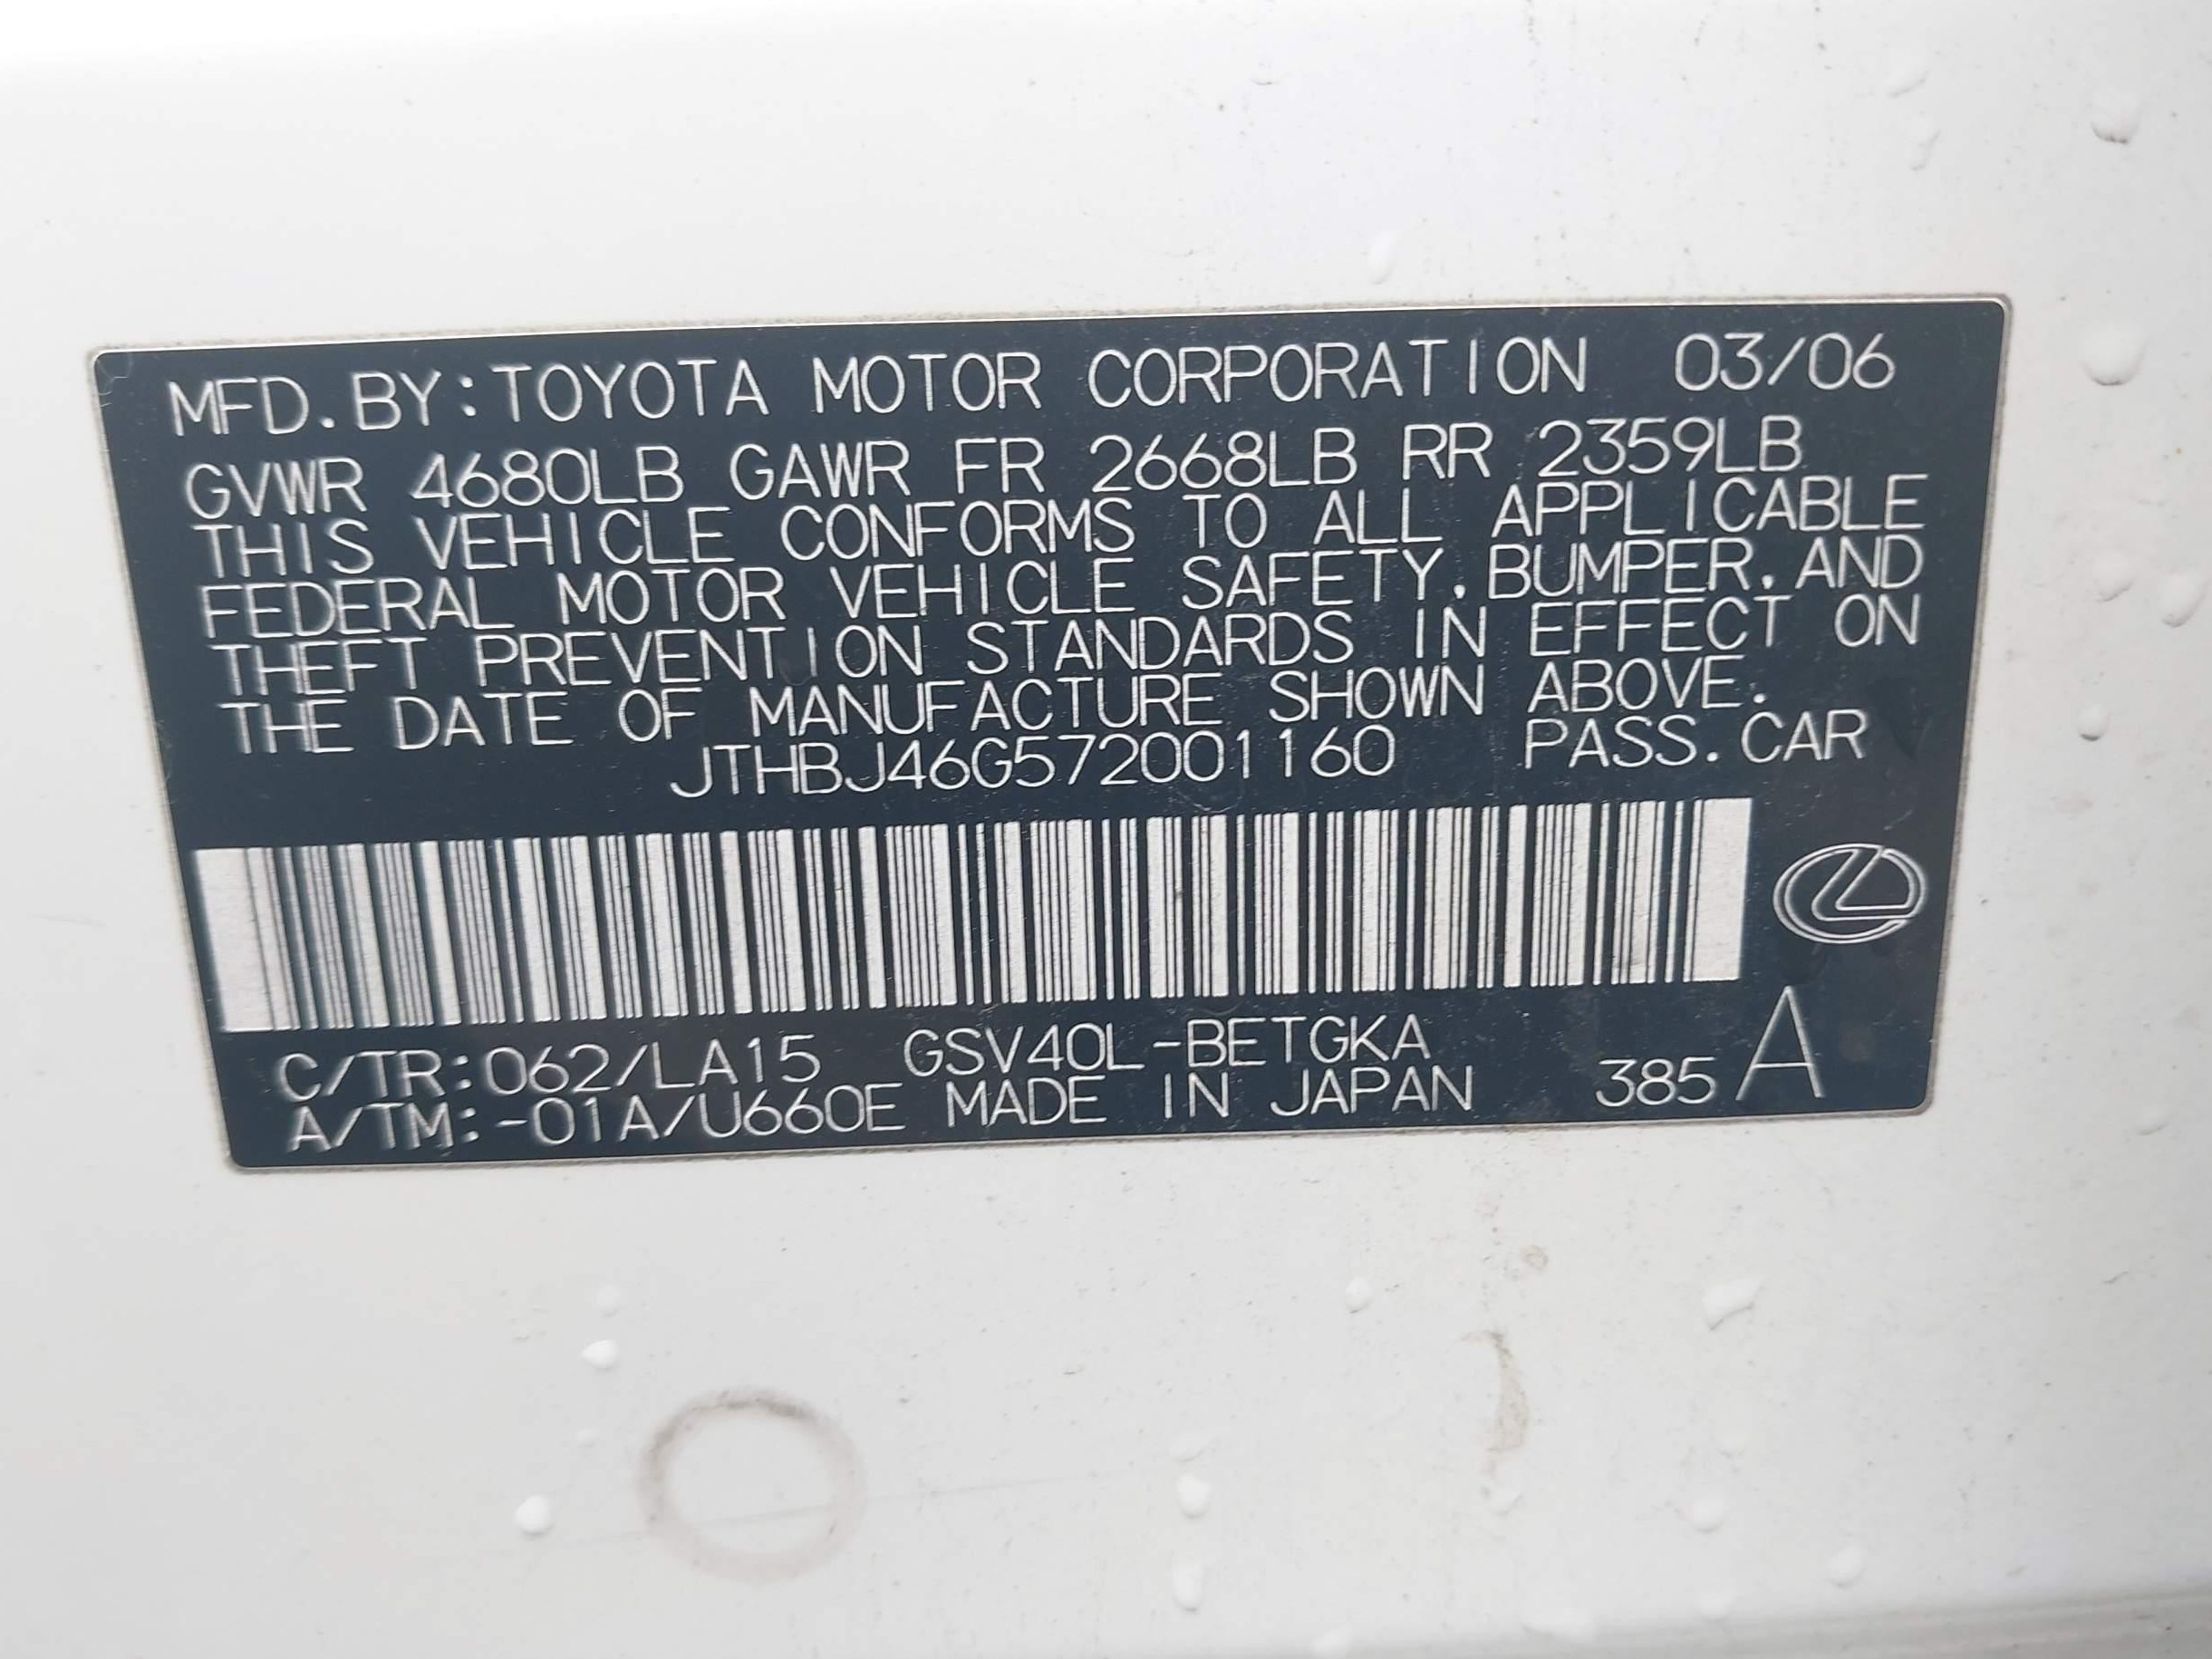 MFD.BY:TOYOTA MOTOR CORPORATION 03/06
GVWR 4680LB GAWR FR 2668LB RR 2359LB
THIS VEHICLE CONFORMS TO ALL APPLICABLE
FEDERAL MOTOR VEHICLE SAFETY,BUMPER,AND
THEFT PREVENTION STANDARDS IN EFFECT ON
THE DATE OF MANUFACTURE SHOWN ABOVE.
JTHBJ46G572001160 PASS.CAR
C/TR:062/LA15 GSV40L-BETGKA
A/TM:-01A/U660E MADE IN JAPAN 385 A